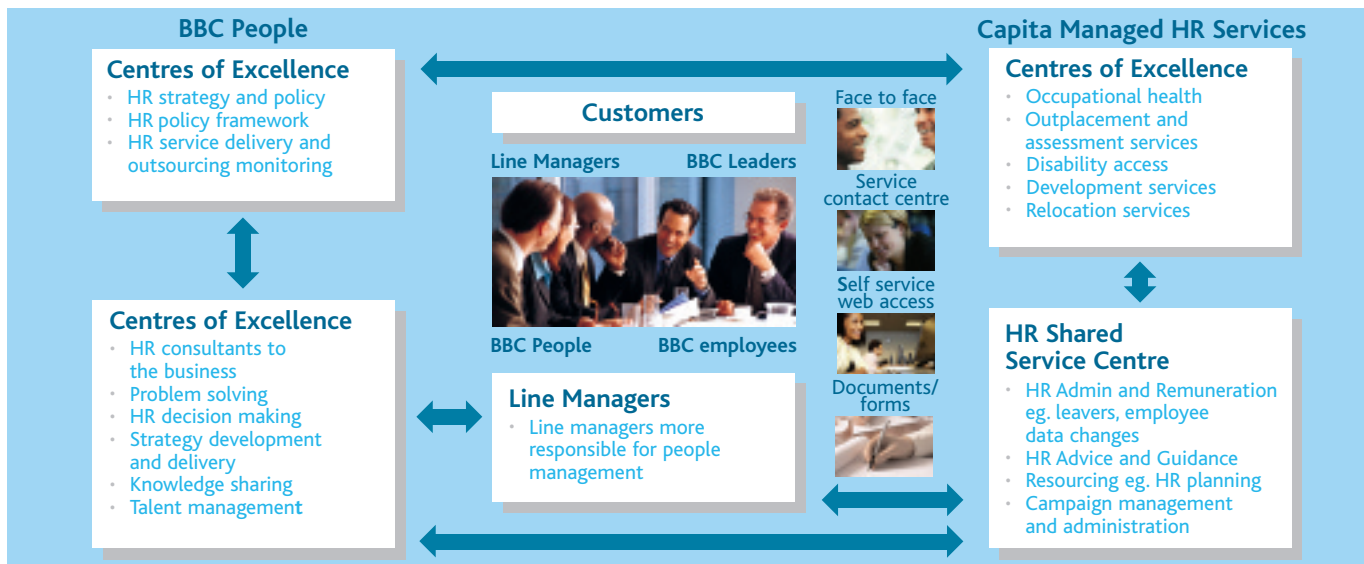 BBC People
Centres of Excellence
· HR strategy and policy
· HR policy framework
· HR service delivery and
outsourcing monitoring
Centres of Excellence
· HR consultants to
the business
· Problem solving
· HR decision making
· Strategy development
and delivery
· Knowledge sharing
· Talent management
Customers
Line Managers
BBC Leaders
BBC People
BBC employees
Line Managers
· Line managers more
responsible for people
management
Face to face
Service
contact centre
Self service
web access
Documents/
forms
Capita Managed HR Services
Centres of Excellence
· Occupational health
· Outplacement and
assessment services
· Disability access
· Development services
· Relocation services
HR Shared
Service Centre
· HR Admin and Remuneration
eg. leavers, employee
data changes
· HR Advice and Guidance
· Resourcing eg. HR planning
· Campaign management
and administration